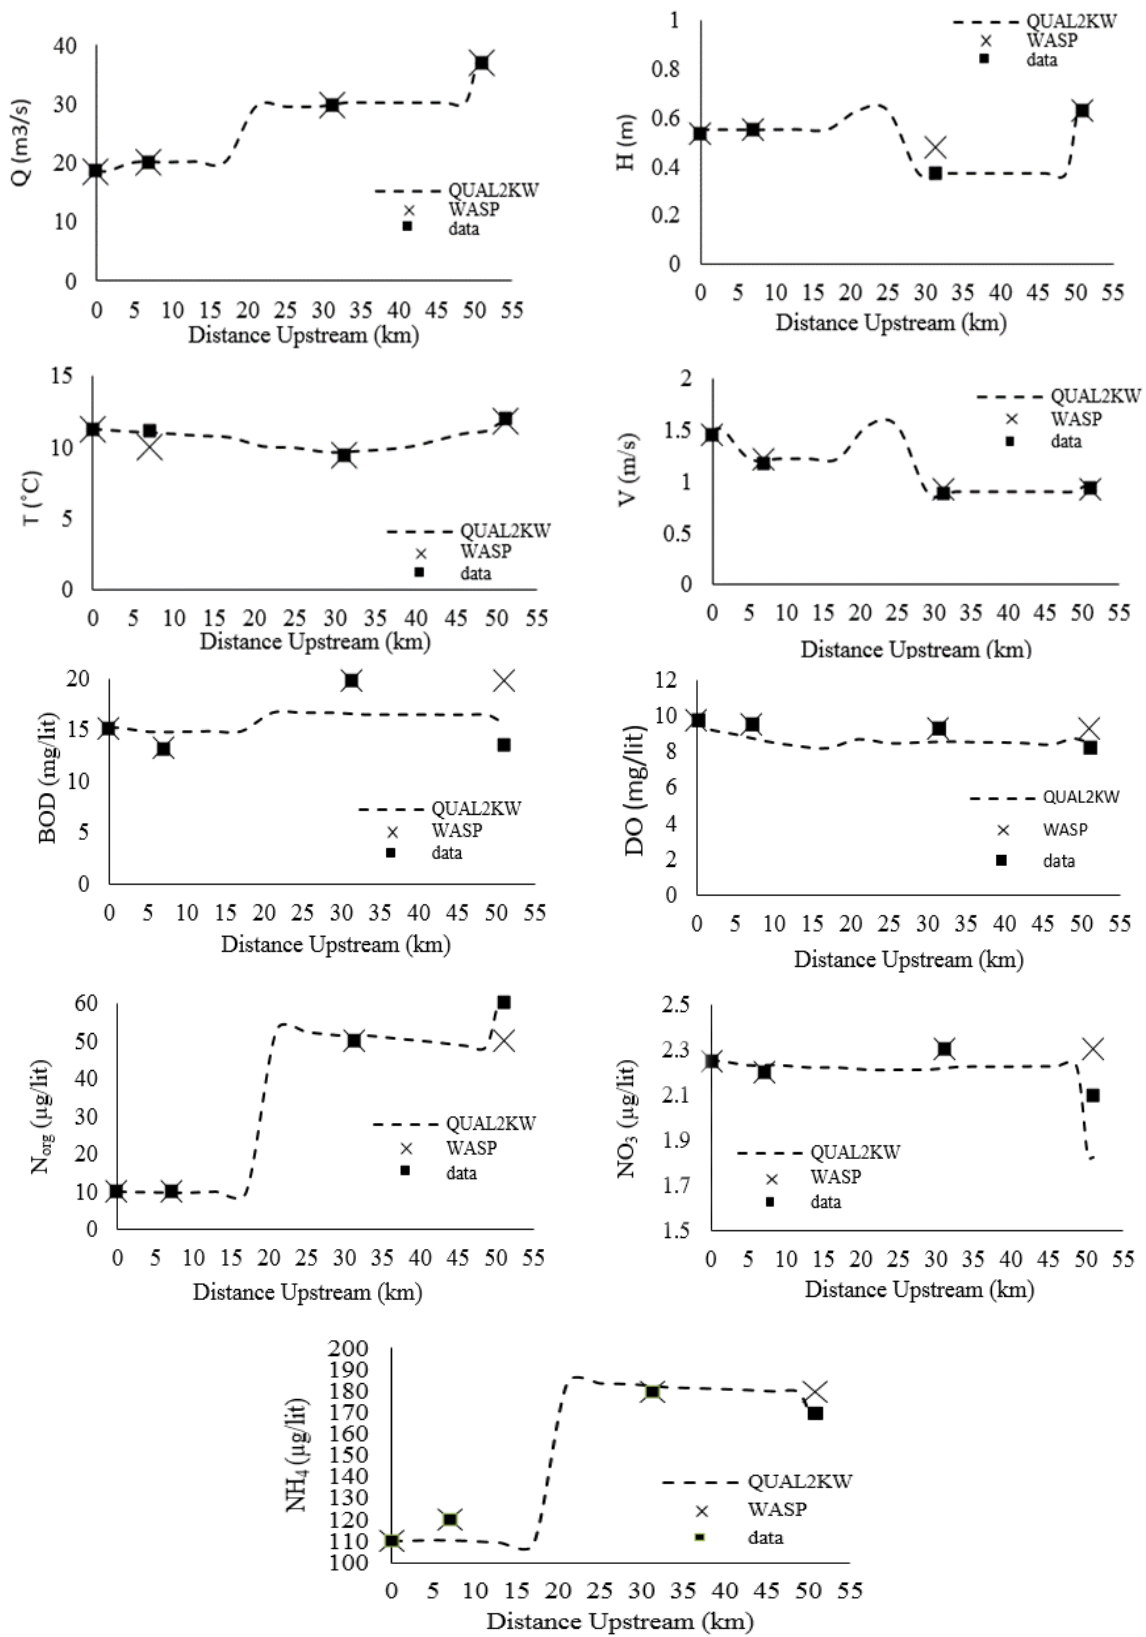 40
30
20
10
0
Q (m3/s)
QUAL2KW
WASP
data
0 5 10 15 20 25 30 35 40 45 50 55
Distance Upstream (km)
1
0.8
0.6
0.4
0.2
0
H (m)
QUAL2KW
WASP
data
0 5 10 15 20 25 30 35 40 45 50 55
Distance Upstream (km)
15
10
5
0
T (˚C)
QUAL2KW
WASP
data
0 5 10 15 20 25 30 35 40 45 50 55
Distance Upstream (km)
2
1.5
1
0.5
0
V (m/s)
QUAL2KW
WASP
data
0 5 10 15 20 25 30 35 40 45 50 55
Distance Upstream (km)
20
15
10
5
0
BOD (mg/lit)
QUAL2KW
WASP
data
0 5 10 15 20 25 30 35 40 45 50 55
Distance Upstream (km)
12
10
8
6
4
2
0
DO (mg/lit)
QUAL2KW
WASP
data
0 5 10 15 20 25 30 35 40 45 50 55
Distance Upstream (km)
60
50
40
30
20
10
0
Norg (µg/lit)
QUAL2KW
WASP
data
0 5 10 15 20 25 30 35 40 45 50 55
Distance Upstream (km)
2.5
2.3
2.1
1.9
1.7
1.5
NO3 (µg/lit)
QUAL2KW
WASP
data
0 5 10 15 20 25 30 35 40 45 50 55
Distance Upstream (km)
200
190
180
170
160
150
140
130
120
110
100
NH4 (µg/lit)
QUAL2KW
WASP
data
0 5 10 15 20 25 30 35 40 45 50 55
Distance Upstream (km)